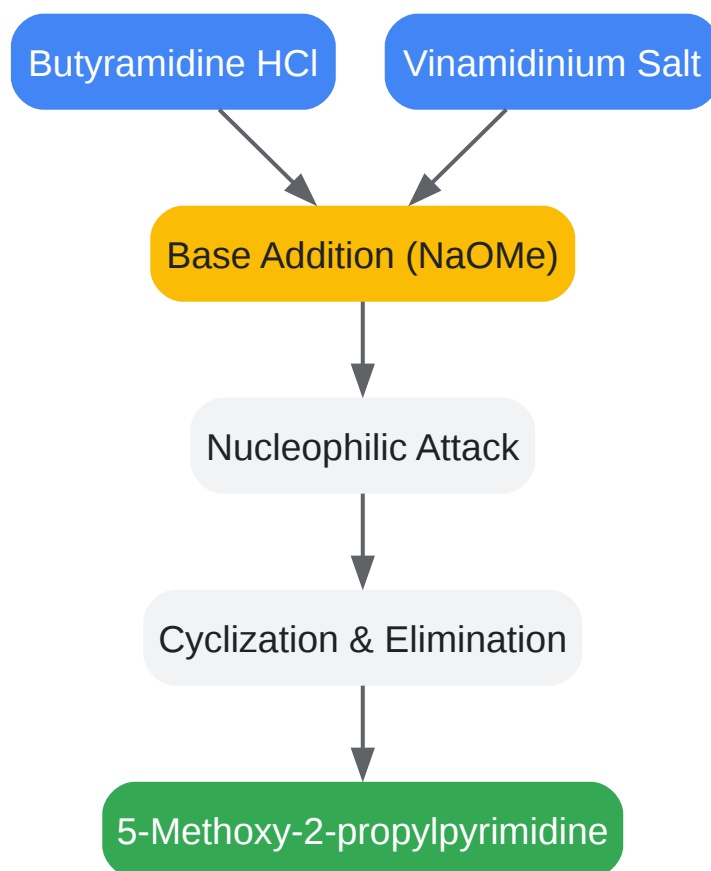 Butyramidine HCl
Vinamidinium Salt
Base Addition (NaOMe)
Nucleophilic Attack
Cyclization & Elimination
5-Methoxy-2-propylpyrimidine